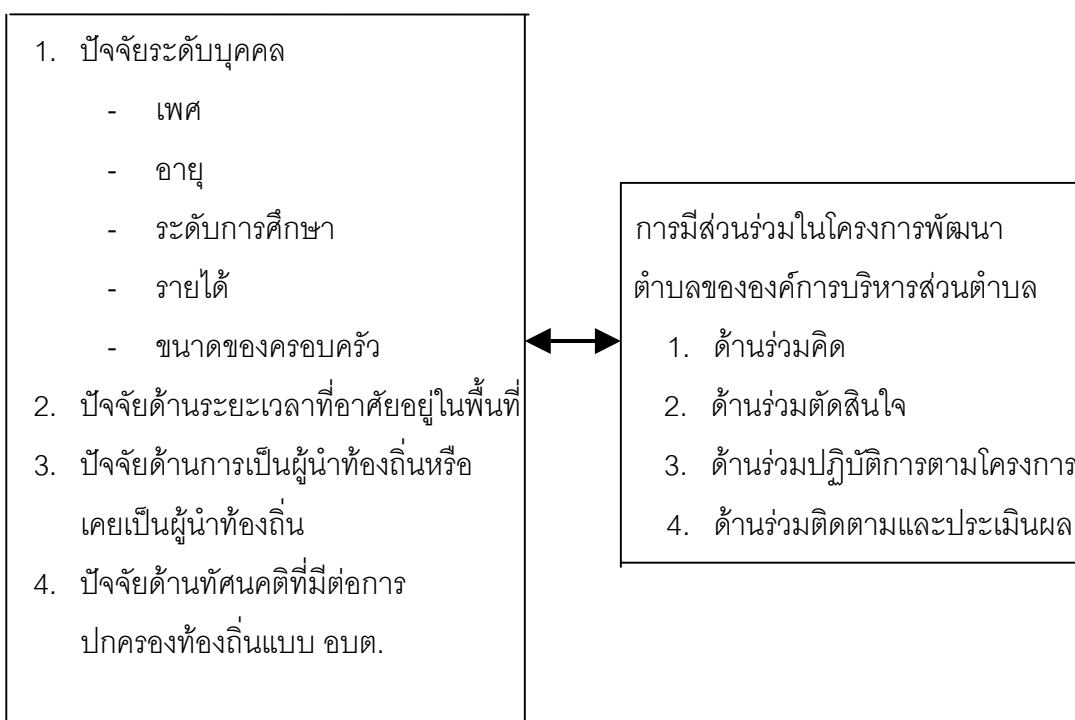 1. ปัจจัยระดับบุคคล
- เพศ
- อายุ
- ระดับการศึกษา
- รายได้
- ขนาดของครอบครัว
2. ปัจจัยด้านระยะเวลาที่อาศัยอยู่ในพื้นที่
3. ปัจจัยด้านการเป็นผู้นำท้องถิ่นหรือ
เคยเป็นผู้นำท้องถิ่น
4. ปัจจัยด้านทัศนคติที่มีต่อการ
ปกครองท้องถิ่นแบบ อบต.
การมีส่วนร่วมในโครงการพัฒนา
ตำบลขององค์การบริหารส่วนตำบล
1. ด้านร่วมคิด
2. ด้านร่วมตัดสินใจ
3. ด้านร่วมปฏิบัติการตามโครงการ
4. ด้านร่วมติดตามและประเมินผล